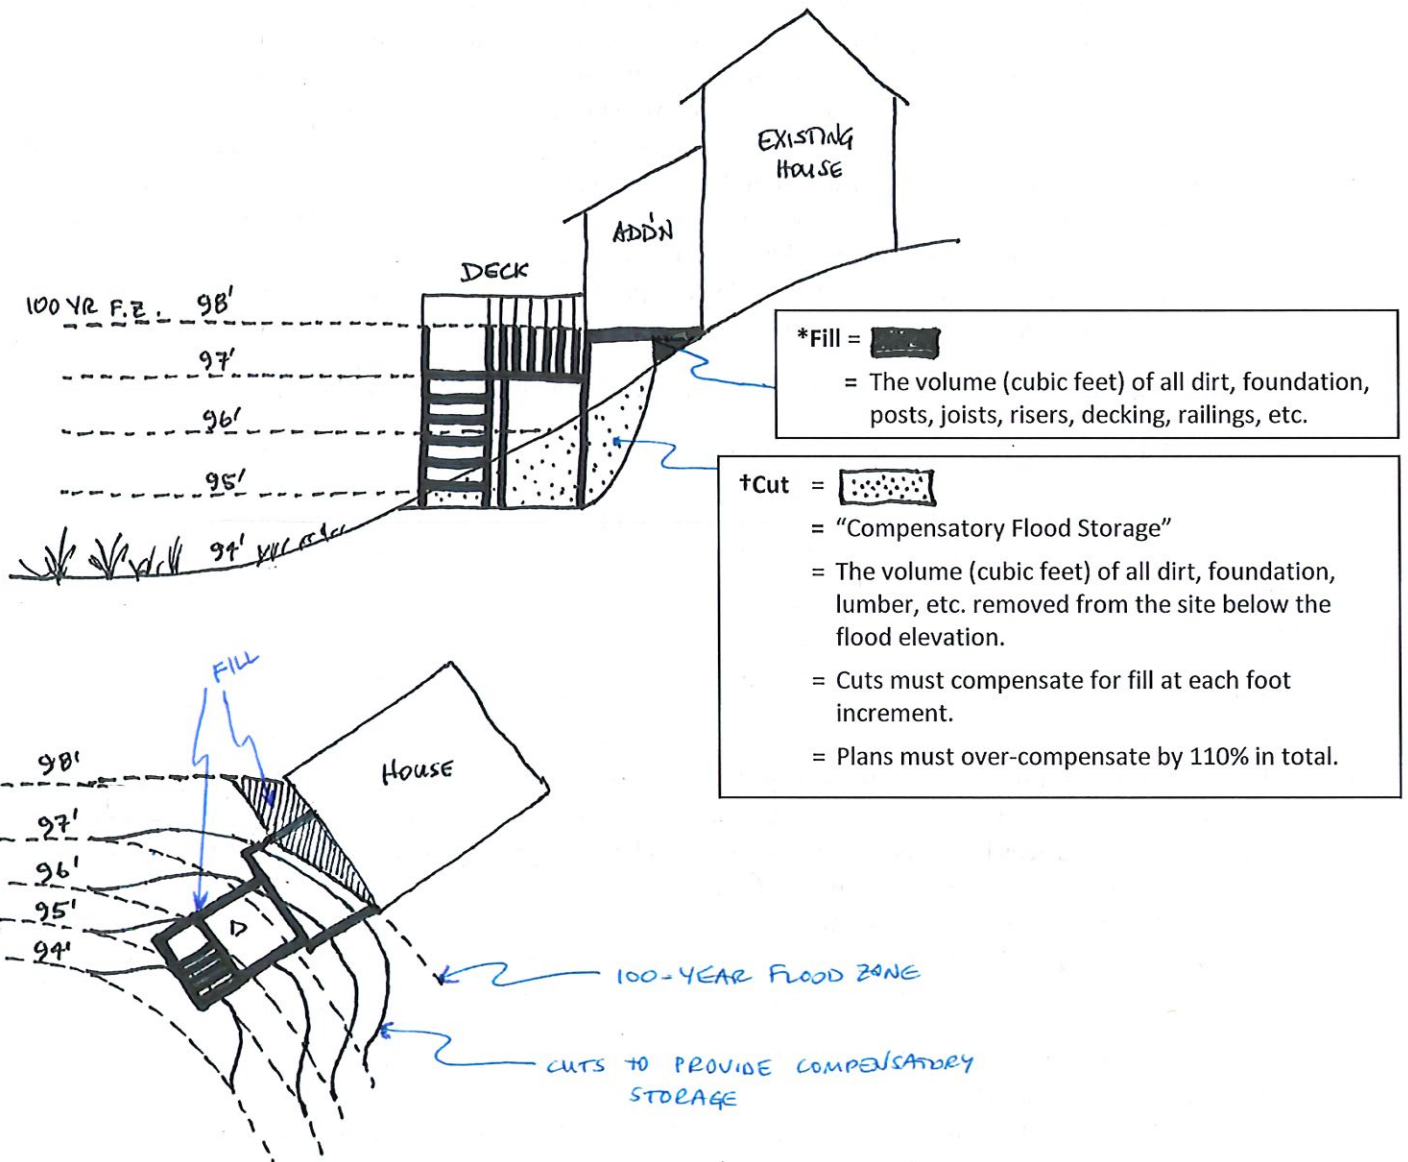 EXISTING
HOUSE
ADD'N
DECK
100 YR F.Z. 98'
97'
96'
95'
94'
*Fill =
= The volume (cubic feet) of all dirt, foundation,
posts, joists, risers, decking, railings, etc.
†Cut =
= “Compensatory Flood Storage”
= The volume (cubic feet) of all dirt, foundation,
lumber, etc. removed from the site below the
flood elevation.
= Cuts must compensate for fill at each foot
increment.
= Plans must over-compensate by 110% in total.
FILL
98'
HOUSE
97'
96'
95'
D
94'
100-YEAR FLOOD ZONE
CUTS TO PROVIDE COMPENSATORY
STORAGE